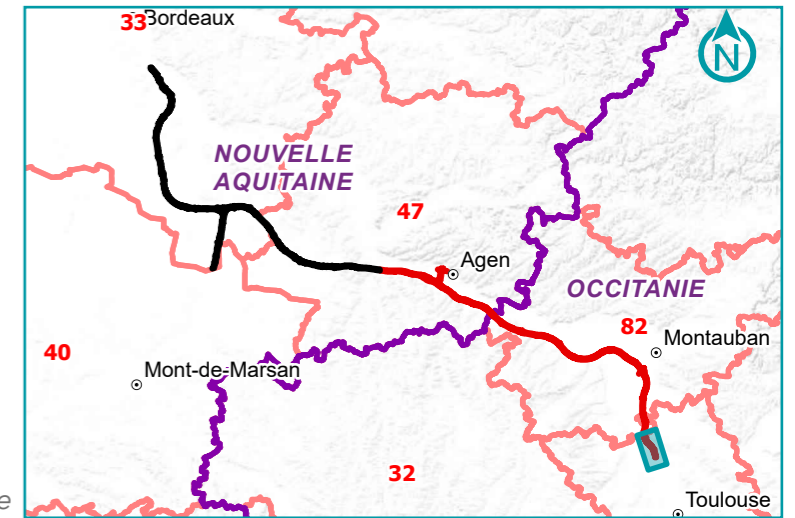 33 Bordeaux
N
NOUVELLE
AQUITAINE
47
Agen
OCCITANIE
82
Montauban
40
Mont-de-Marsan
32
Toulouse
e